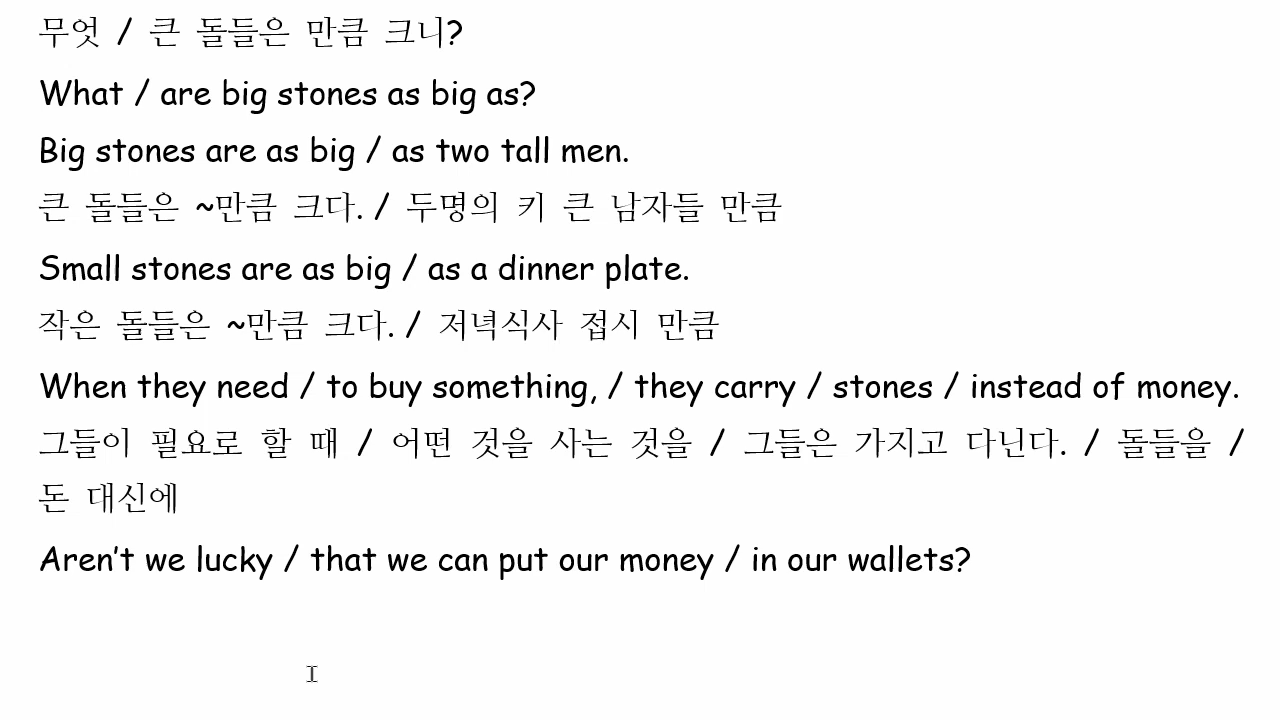 무엇 / 큰 돌들은 만큼 크니?
What / are big stones as big as?
Big stones are as big / as two tall men.
큰 돌들은 ~만큼 크다. / 두명의 키 큰 남자들 만큼
Small stones are as big / as a dinner plate.
작은 돌들은 ~만큼 크다. / 저녁식사 접시 만큼
When they need / to buy something, / they carry / stones / instead of money.
그들이 필요로 할 때 / 어떤 것을 사는 것을 / 그들은 가지고 다닌다. / 돌들을 /
돈 대신에
Aren't we lucky / that we can put our money / in our wallets?